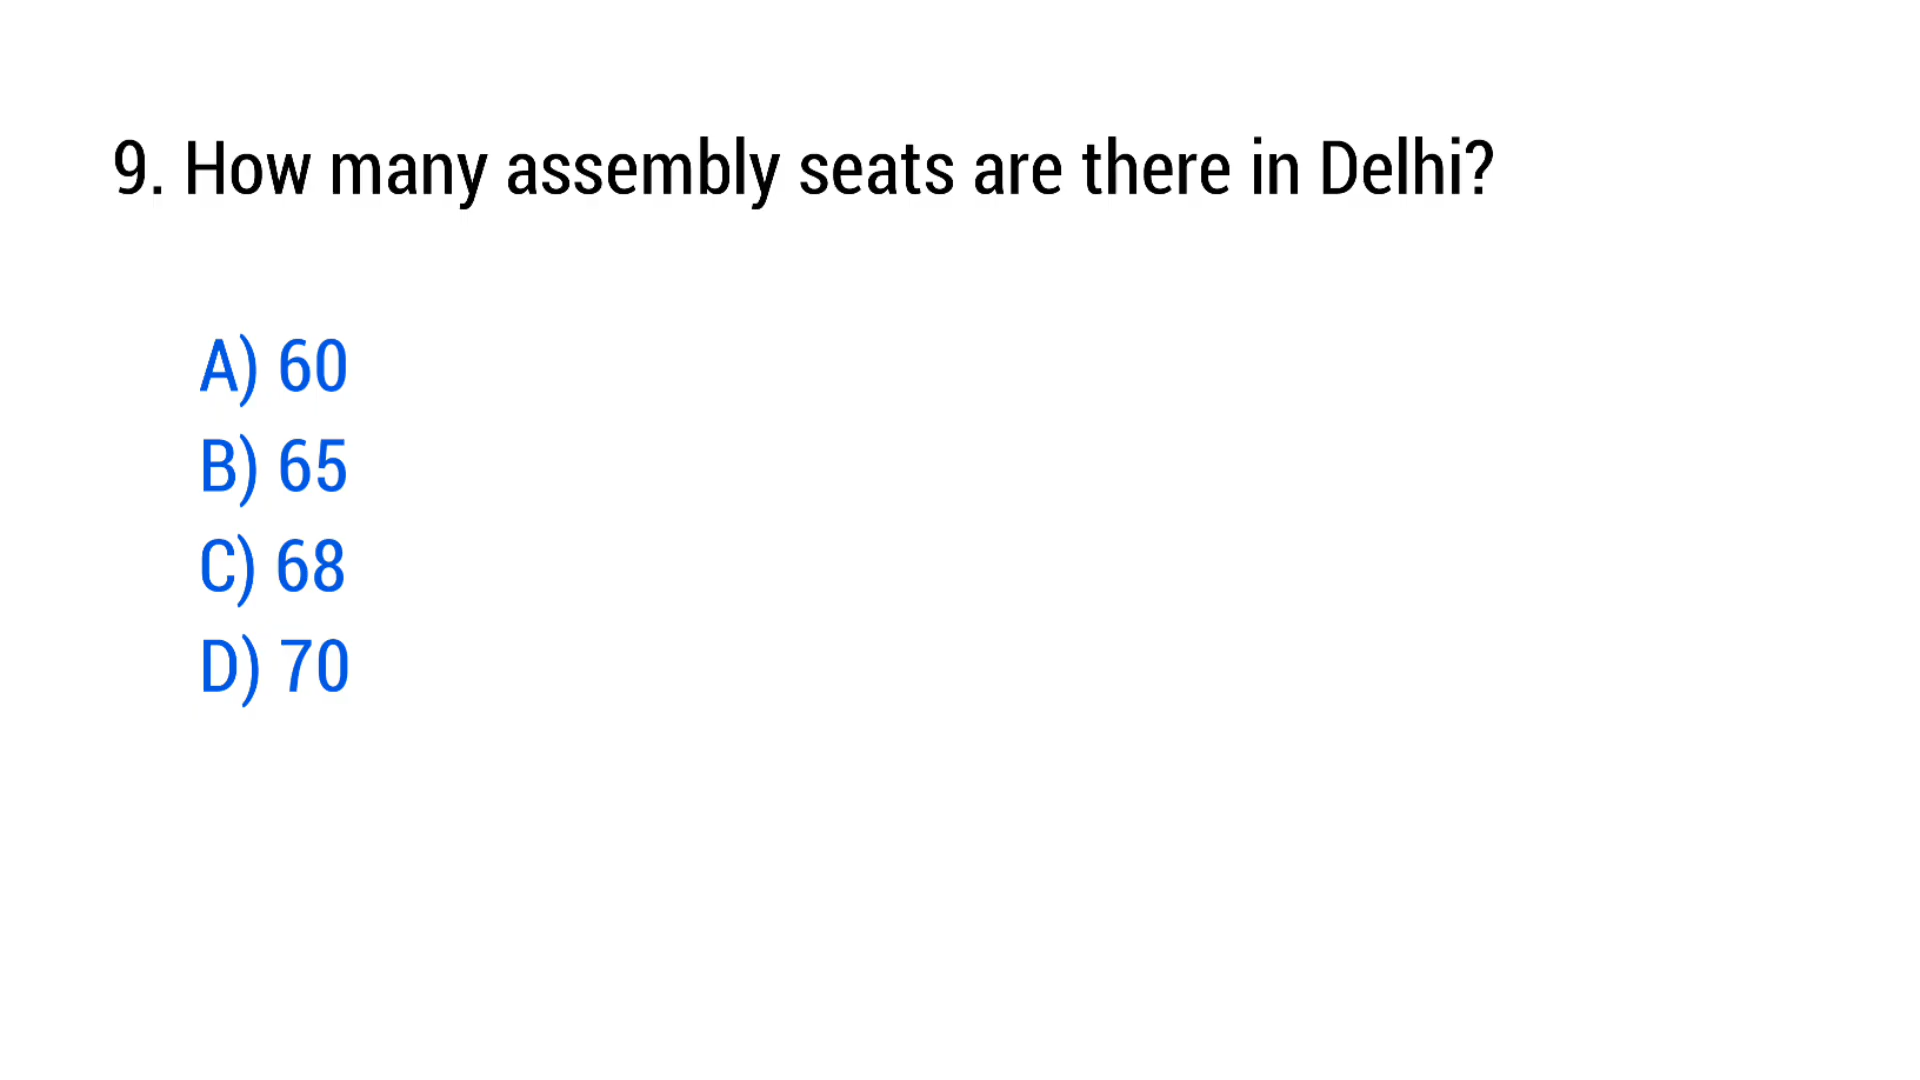 9. How many assembly seats are there in Delhi?
A) 60
B) 65
C) 68
D) 70